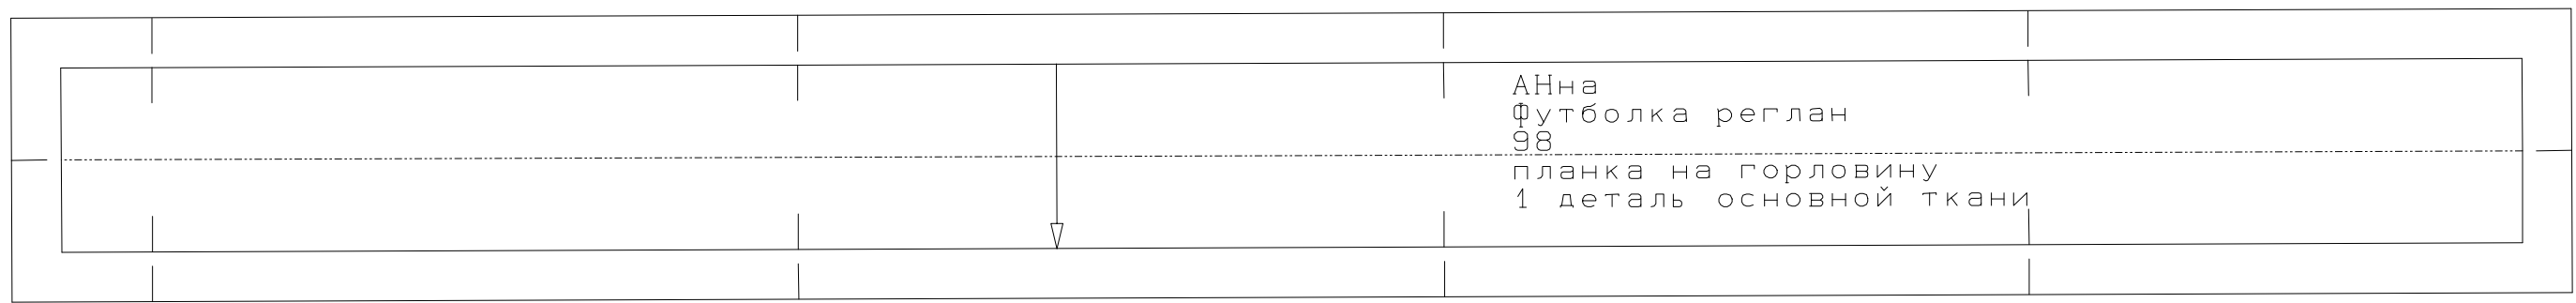 АНна
Футболка реглан
98
планка на горловину
1 деталь основной ткани